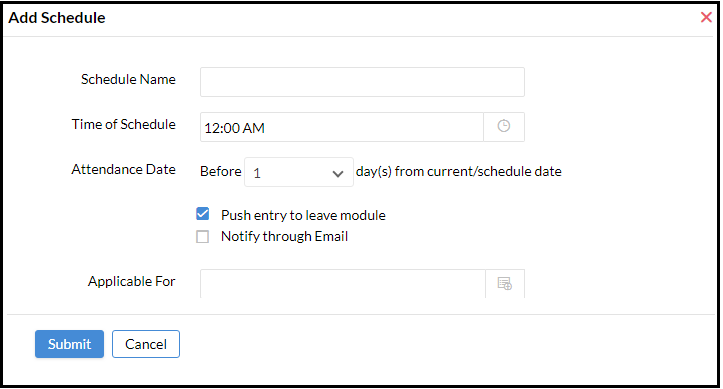 Add Schedule
Schedule Name
Time of Schedule 12:00 AM
Attendance Date Before 1 day(s) from current/schedule date
Push entry to leave module
Notify through Email
Applicable For
Submit Cancel